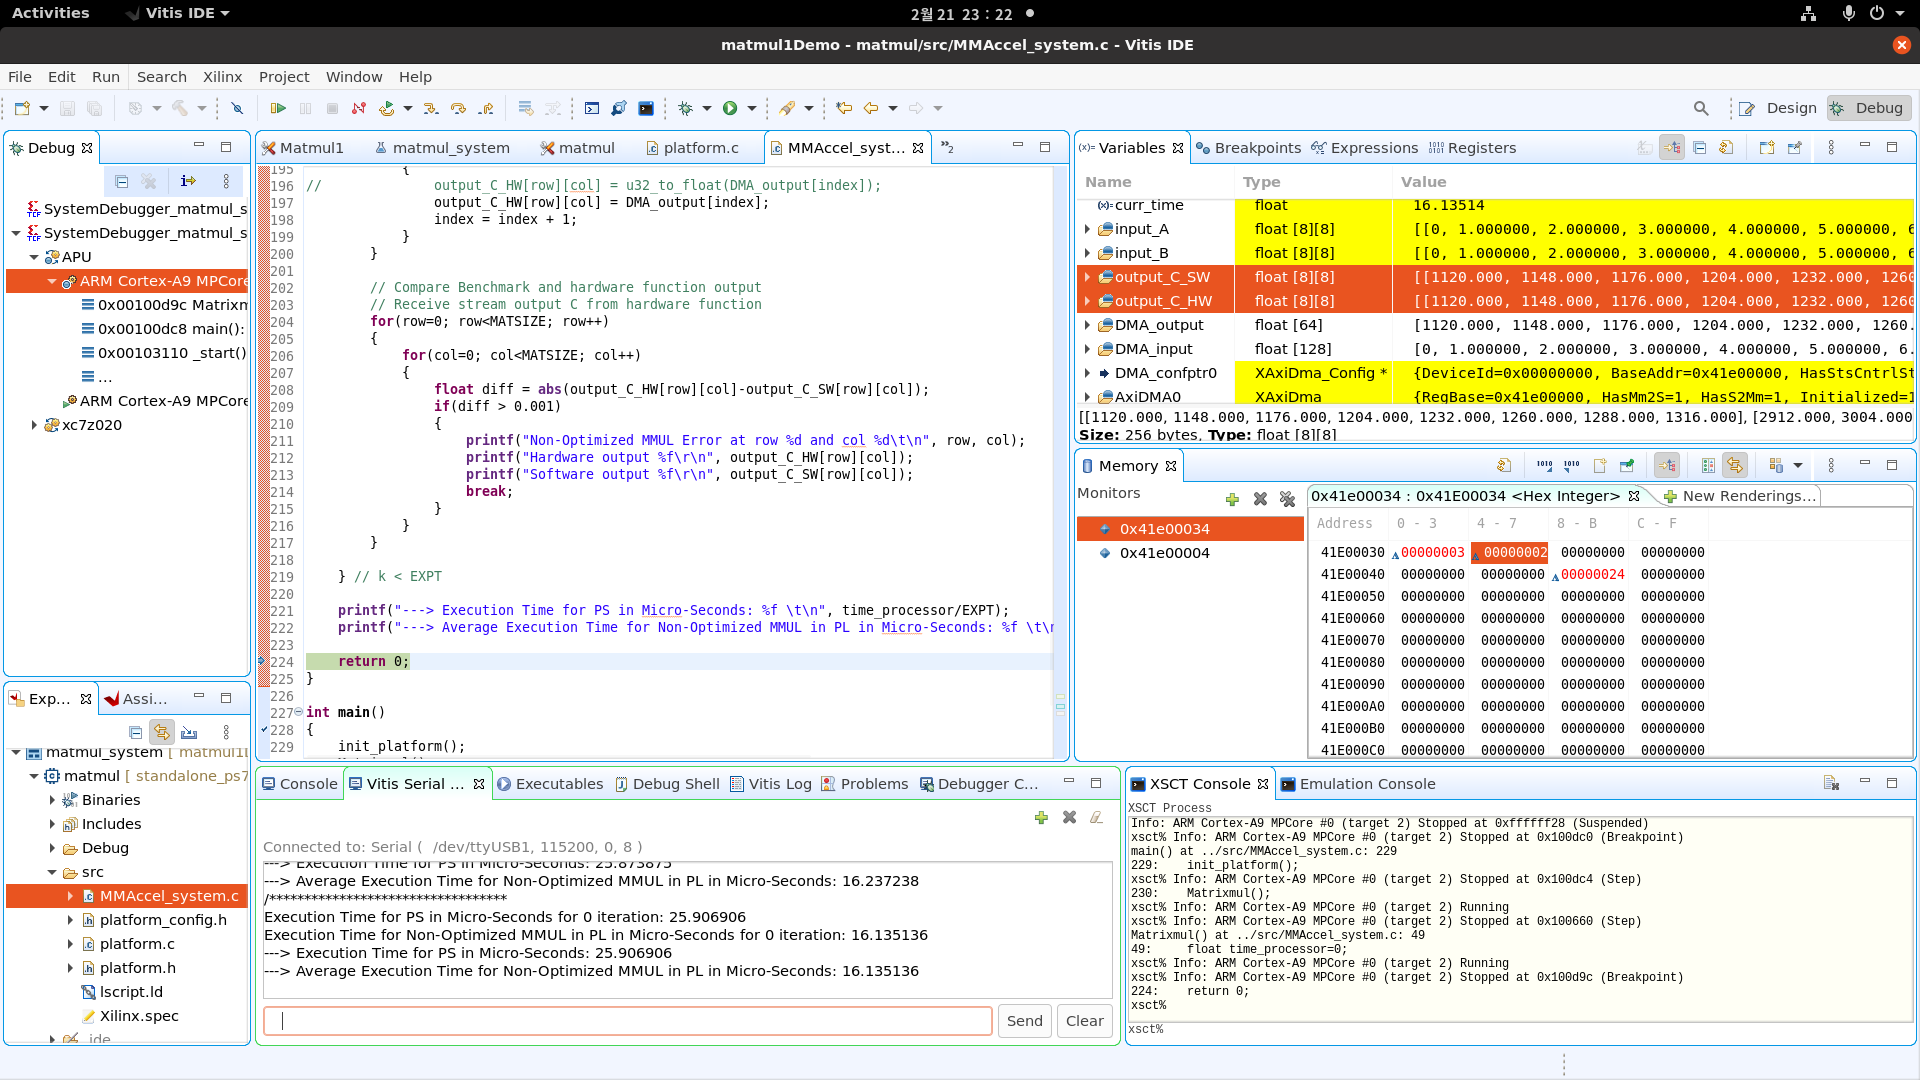 Activities
Vitis IDE
2월 21 23 : 22
matmul1Demo - matmul/src/MMAccel_system.c - Vitis IDE
File Edit Run Search Xilinx Project Window Help
Design
Debug
Debug
SystemDebugger_matmul_s
SystemDebugger_matmul_s
APU
ARM Cortex-A9 MPCore
0x00100d9c Matrixm
0x00100dc8 main():
0x00103110 _start()
...
ARM Cortex-A9 MPCore
xc7z020
Exp... Assi...
matmul_system [ matmul1D
matmul [ standalone_ps7
Binaries
Includes
Debug
src
MMAccel_system.c
platform_config.h
platform.c
platform.h
lscript.ld
Xilinx.spec
.ide
Matmul1 matmul_system matmul platform.c MMAccel_syst... »2
195 {
196 // output_C_HW[row][col] = u32_to_float(DMA_output[index]);
197 output_C_HW[row][col] = DMA_output[index];
198 index = index + 1;
199 }
200 }
201
202 // Compare Benchmark and hardware function output
203 // Receive stream output C from hardware function
204 for(row=0; row<MATSIZE; row++)
205 {
206 for(col=0; col<MATSIZE; col++)
207 {
208 float diff = abs(output_C_HW[row][col]-output_C_SW[row][col]);
209 if(diff > 0.001)
210 {
211 printf("Non-Optimized MMUL Error at row %d and col %d\t\n", row, col);
212 printf("Hardware output %f\r\n", output_C_HW[row][col]);
213 printf("Software output %f\r\n", output_C_SW[row][col]);
214 break;
215 }
216 }
217 }
218
219 } // k < EXPT
220
221 printf("---> Execution Time for PS in Micro-Seconds: %f \t\n", time_processor/EXPT);
222 printf("---> Average Execution Time for Non-Optimized MMUL in PL in Micro-Seconds: %f \t\n
223
224 return 0;
225 }
226
227 int main()
228 {
229 init_platform();
Variables Breakpoints Expressions Registers
Name Type Value
curr_time float 16.13514
input_A float [8][8] [[0, 1.000000, 2.000000, 3.000000, 4.000000, 5.000000, 6
input_B float [8][8] [[0, 1.000000, 2.000000, 3.000000, 4.000000, 5.000000, 6
output_C_SW float [8][8] [[1120.000, 1148.000, 1176.000, 1204.000, 1232.000, 1260
output_C_HW float [8][8] [[1120.000, 1148.000, 1176.000, 1204.000, 1232.000, 1260
DMA_output float [64] [1120.000, 1148.000, 1176.000, 1204.000, 1232.000, 1260.
DMA_input float [128] [0, 1.000000, 2.000000, 3.000000, 4.000000, 5.000000, 6.
DMA_confptr0 XAxiDma_Config * {DeviceId=0x00000000, BaseAddr=0x41e00000, HasStsCntrlSt
AxiDMA0 XAxiDma {RegBase=0x41e00000, HasMm2S=1, HasS2Mm=1, Initialized=1
[[1120.000, 1148.000, 1176.000, 1204.000, 1232.000, 1260.000, 1288.000, 1316.000], [2912.000, 3004.000
Size: 256 bytes, Type: float [8][8]
Memory
Monitors
0x41e00034
0x41e00004
0x41e00034 : 0x41E00034 <Hex Integer> New Renderings...
Address 0 - 3 4 - 7 8 - B C - F
41E00030 00000003 00000002 00000000 00000000
41E00040 00000000 00000000 00000024 00000000
41E00050 00000000 00000000 00000000 00000000
41E00060 00000000 00000000 00000000 00000000
41E00070 00000000 00000000 00000000 00000000
41E00080 00000000 00000000 00000000 00000000
41E00090 00000000 00000000 00000000 00000000
41E000A0 00000000 00000000 00000000 00000000
41E000B0 00000000 00000000 00000000 00000000
41E000C0 00000000 00000000 00000000 00000000
Console Vitis Serial ... Executables Debug Shell Vitis Log Problems Debugger C...
Connected to: Serial ( /dev/ttyUSB1, 115200, 0, 8 )
---> Execution Time for PS in Micro-Seconds: 25.873875
---> Average Execution Time for Non-Optimized MMUL in PL in Micro-Seconds: 16.237238
/**********************************
Execution Time for PS in Micro-Seconds for 0 iteration: 25.906906
Execution Time for Non-Optimized MMUL in PL in Micro-Seconds for 0 iteration: 16.135136
---> Execution Time for PS in Micro-Seconds: 25.906906
---> Average Execution Time for Non-Optimized MMUL in PL in Micro-Seconds: 16.135136
Send Clear
XSCT Console Emulation Console
XSCT Process
Info: ARM Cortex-A9 MPCore #0 (target 2) Stopped at 0xffffff28 (Suspended)
xsct% Info: ARM Cortex-A9 MPCore #0 (target 2) Stopped at 0x100dc0 (Breakpoint)
main() at ../src/MMAccel_system.c: 229
229: init_platform();
xsct% Info: ARM Cortex-A9 MPCore #0 (target 2) Stopped at 0x100dc4 (Step)
230: Matrixmul();
xsct% Info: ARM Cortex-A9 MPCore #0 (target 2) Running
xsct% Info: ARM Cortex-A9 MPCore #0 (target 2) Stopped at 0x100660 (Step)
Matrixmul() at ../src/MMAccel_system.c: 49
49: float time_processor=0;
xsct% Info: ARM Cortex-A9 MPCore #0 (target 2) Running
xsct% Info: ARM Cortex-A9 MPCore #0 (target 2) Stopped at 0x100d9c (Breakpoint)
224: return 0;
xsct%
xsct%